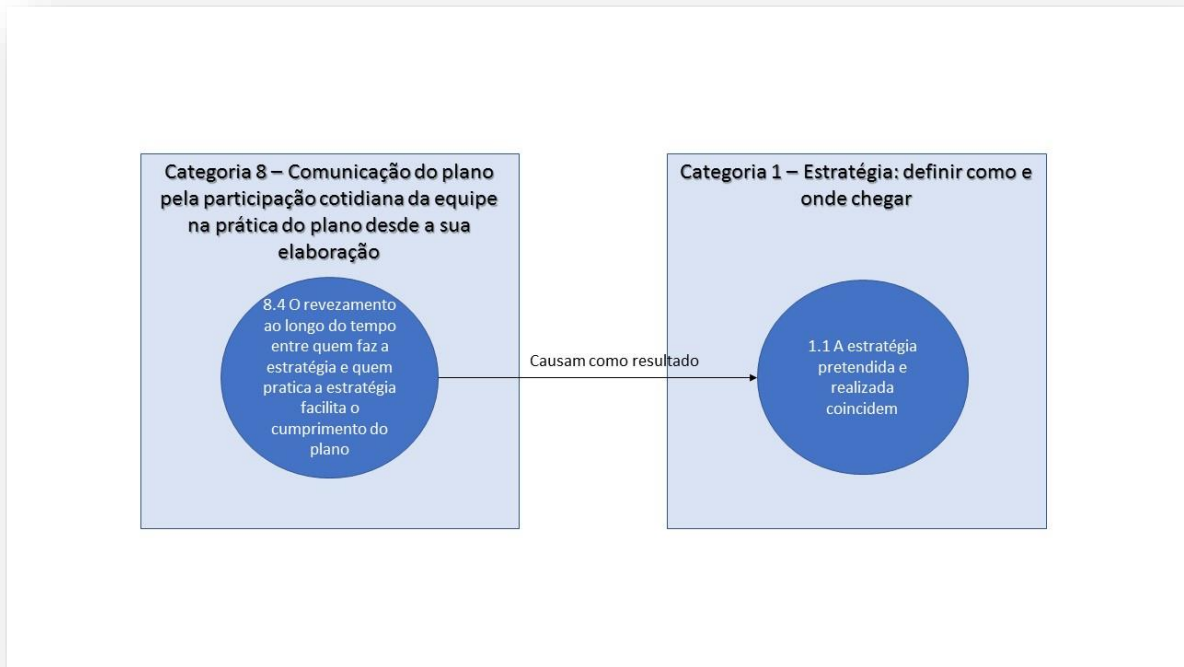 Categoria 8 – Comunicação do plano
pela participação cotidiana da equipe
na prática do plano desde a sua
elaboração
8.4 O revezamento
ao longo do tempo
entre quem faz a
estratégia e quem
pratica a estratégia
facilita o
cumprimento do
plano
Causam como resultado
Categoria 1 – Estratégia: definir como e
onde chegar
1.1 A estratégia
pretendida e
realizada
coincidem